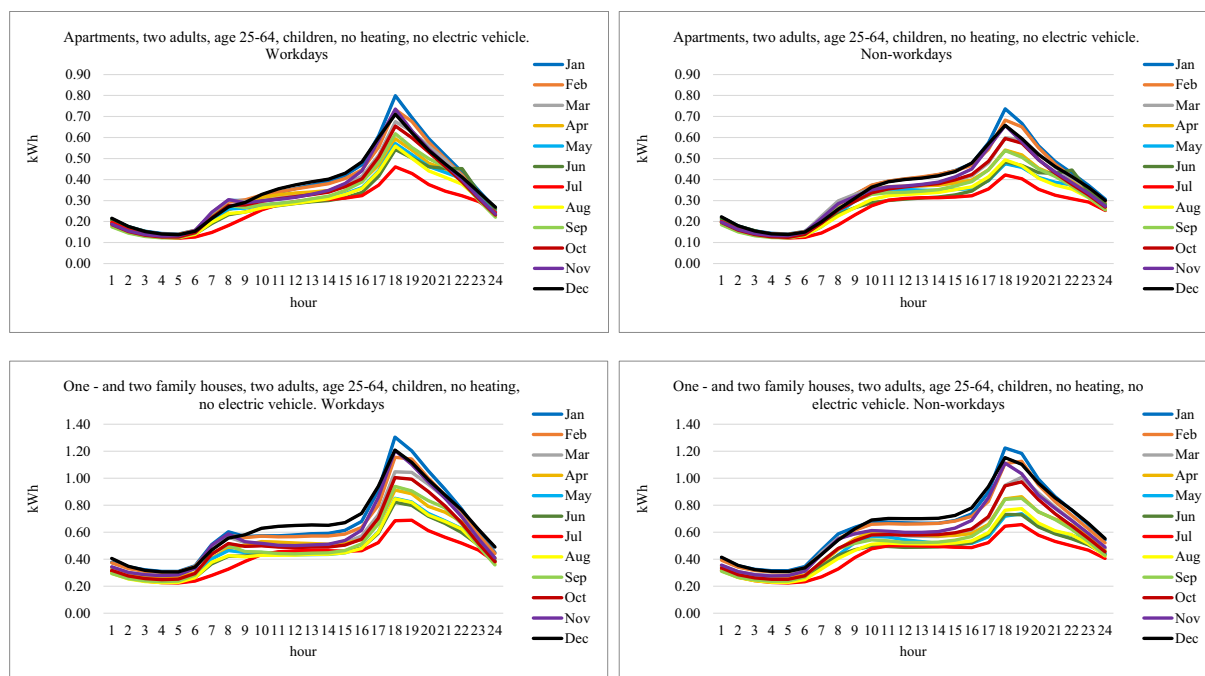 Apartments, two adults, age 25-64, children, no heating, no electric vehicle.
Workdays
0.90
0.80
0.70
0.60
0.50
0.40
0.30
0.20
0.10
0.00
kWh
1 2 3 4 5 6 7 8 9 10 11 12 13 14 15 16 17 18 19 20 21 22 23 24
hour
Jan
Feb
Mar
Apr
May
Jun
Jul
Aug
Sep
Oct
Nov
Dec
Apartments, two adults, age 25-64, children, no heating, no electric vehicle.
Non-workdays
0.90
0.80
0.70
0.60
0.50
0.40
0.30
0.20
0.10
0.00
kWh
1 2 3 4 5 6 7 8 9 10 11 12 13 14 15 16 17 18 19 20 21 22 23 24
hour
Jan
Feb
Mar
Apr
May
Jun
Jul
Aug
Sep
Oct
Nov
Dec
One - and two family houses, two adults, age 25-64, children, no heating,
no electric vehicle. Workdays
1.40
1.20
1.00
0.80
0.60
0.40
0.20
0.00
kWh
1 2 3 4 5 6 7 8 9 10 11 12 13 14 15 16 17 18 19 20 21 22 23 24
hour
Jan
Feb
Mar
Apr
May
Jun
Jul
Aug
Sep
Oct
Nov
Dec
One - and two family houses, two adults, age 25-64, children, no heating, no
electric vehicle. Non-workdays
1.40
1.20
1.00
0.80
0.60
0.40
0.20
0.00
kWh
1 2 3 4 5 6 7 8 9 10 11 12 13 14 15 16 17 18 19 20 21 22 23 24
hour
Jan
Feb
Mar
Apr
May
Jun
Jul
Aug
Sep
Oct
Nov
Dec